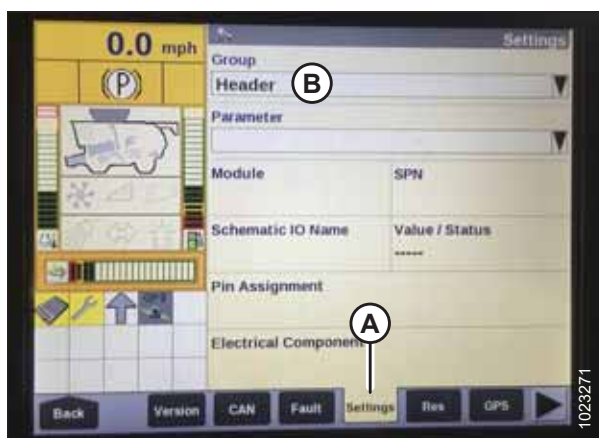 0.0 mph
(P)
Settings
Group
Header
B
Parameter
Module
SPN
Schematic IO Name
Value / Status
-----
Pin Assignment
A
Electrical Component
Back
Version
CAN
Fault
Settings
Res
GPS
1023271